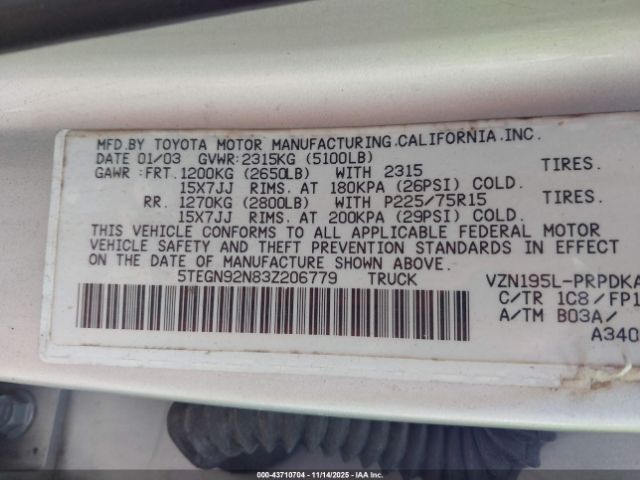 MFD.BY TOYOTA MOTOR MANUFACTURING.CALIFORNIA.INC.
DATE 01/03 GVWR:2315KG (5100LB)
GAWR :FRT.1200KG (2650LB) WITH 2315 TIRES.
15X7JJ RIMS. AT 180KPA (26PSI) COLD.
RR. 1270KG (2800LB) WITH P225/75R15 TIRES.
15X7JJ RIMS. AT 200KPA (29PSI) COLD.
THIS VEHICLE CONFORMS TO ALL APPLICABLE FEDERAL MOTOR
VEHICLE SAFETY AND THEFT PREVENTION STANDARDS IN EFFECT
ON THE DATE OF MANUFACTURE SHOWN ABOVE.
5TEGN92N83Z206779 TRUCK VZN195L-PRPDKA
C/TR 1C8/FP1
A/TM B03A/
A340
000-43710704 | 11/14/2025 | IAA, Inc.